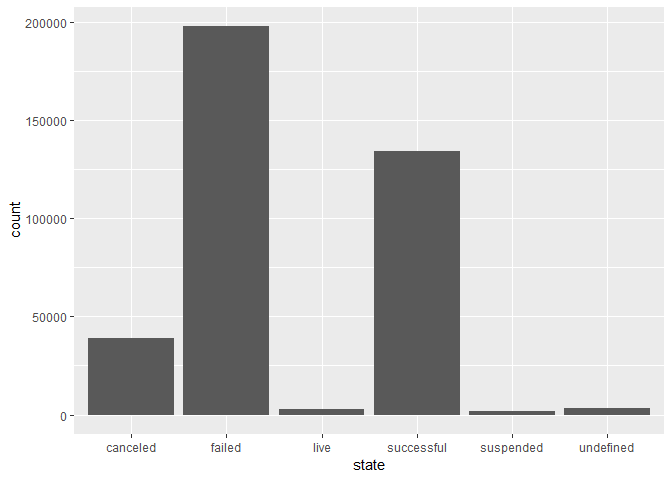 200000
150000
100000
50000
0
count
canceled failed live successful suspended undefined
state